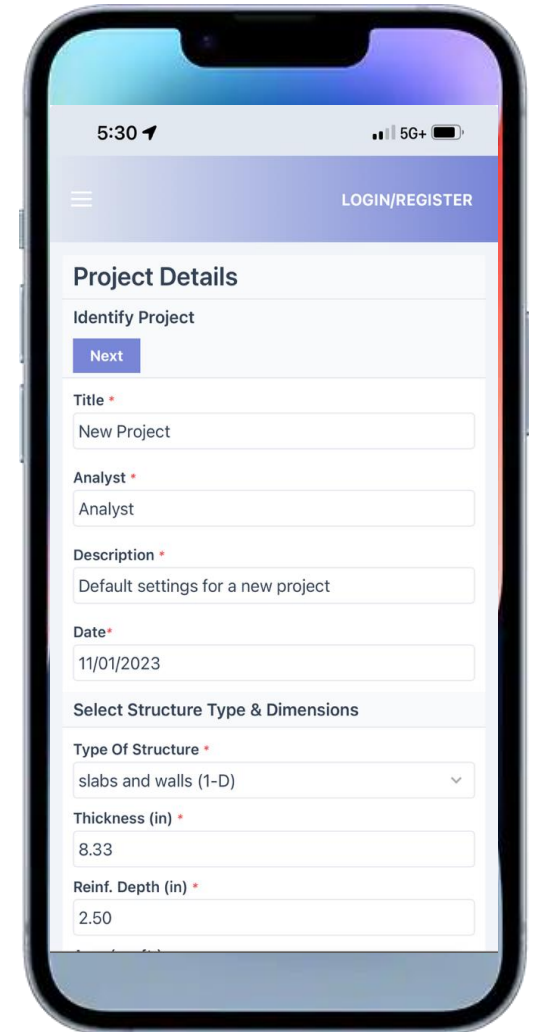 5:30
5G+
LOGIN/REGISTER
Project Details
Identify Project
Next
Title *
New Project
Analyst *
Analyst
Description *
Default settings for a new project
Date*
11/01/2023
Select Structure Type & Dimensions
Type Of Structure *
slabs and walls (1-D)
Thickness (in) *
8.33
Reinf. Depth (in) *
2.50